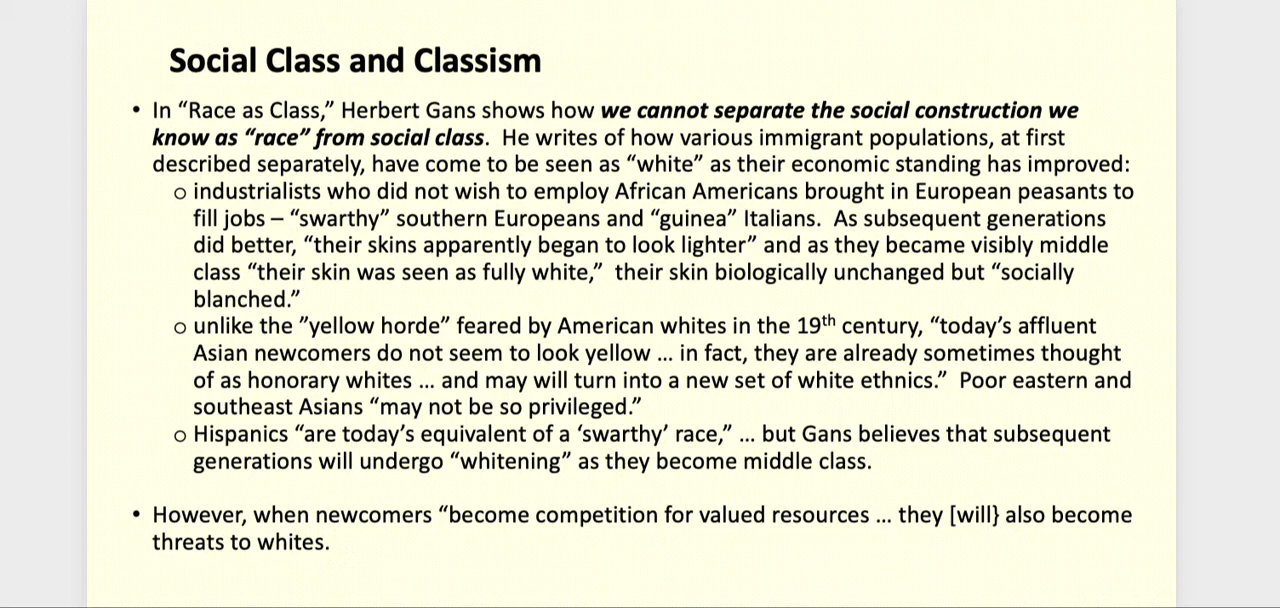 Social Class and Classism
• In “Race as Class,” Herbert Gans shows how we cannot separate the social construction we
know as “race” from social class.  He writes of how various immigrant populations, at first
described separately, have come to be seen as “white” as their economic standing has improved:
o industrialists who did not wish to employ African Americans brought in European peasants to
fill jobs – “swarthy” southern Europeans and “guinea” Italians.  As subsequent generations
did better, “their skins apparently began to look lighter” and as they became visibly middle
class “their skin was seen as fully white,”  their skin biologically unchanged but “socially
blanched.”
o unlike the ”yellow horde” feared by American whites in the 19th century, “today’s affluent
Asian newcomers do not seem to look yellow … in fact, they are already sometimes thought
of as honorary whites … and may will turn into a new set of white ethnics.”  Poor eastern and
southeast Asians “may not be so privileged.”
o Hispanics “are today’s equivalent of a ‘swarthy’ race,” … but Gans believes that subsequent
generations will undergo “whitening” as they become middle class.
• However, when newcomers “become competition for valued resources … they [will} also become
threats to whites.